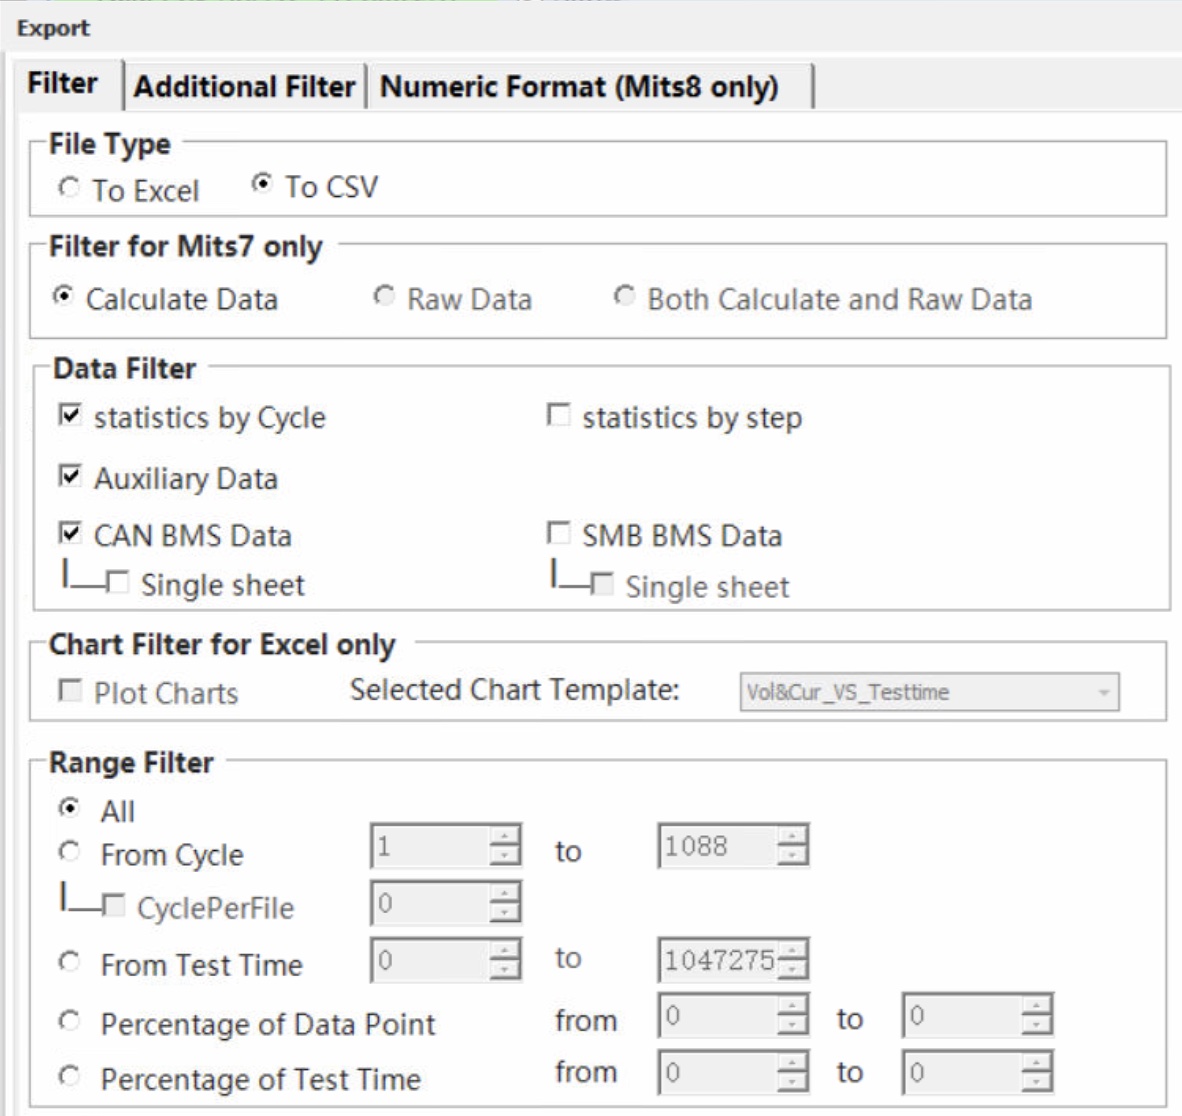 Export
Filter Additional Filter Numeric Format (Mits8 only)
File Type
To Excel To CSV
Filter for Mits7 only
Calculate Data Raw Data Both Calculate and Raw Data
Data Filter
statistics by Cycle statistics by step
Auxiliary Data
CAN BMS Data SMB BMS Data
Single sheet Single sheet
Chart Filter for Excel only
Plot Charts Selected Chart Template: Vol&Cur_VS_Testtime
Range Filter
All
From Cycle 1 to 1088
CyclePerFile 0
From Test Time 0 to 1047275
Percentage of Data Point from 0 to 0
Percentage of Test Time from 0 to 0